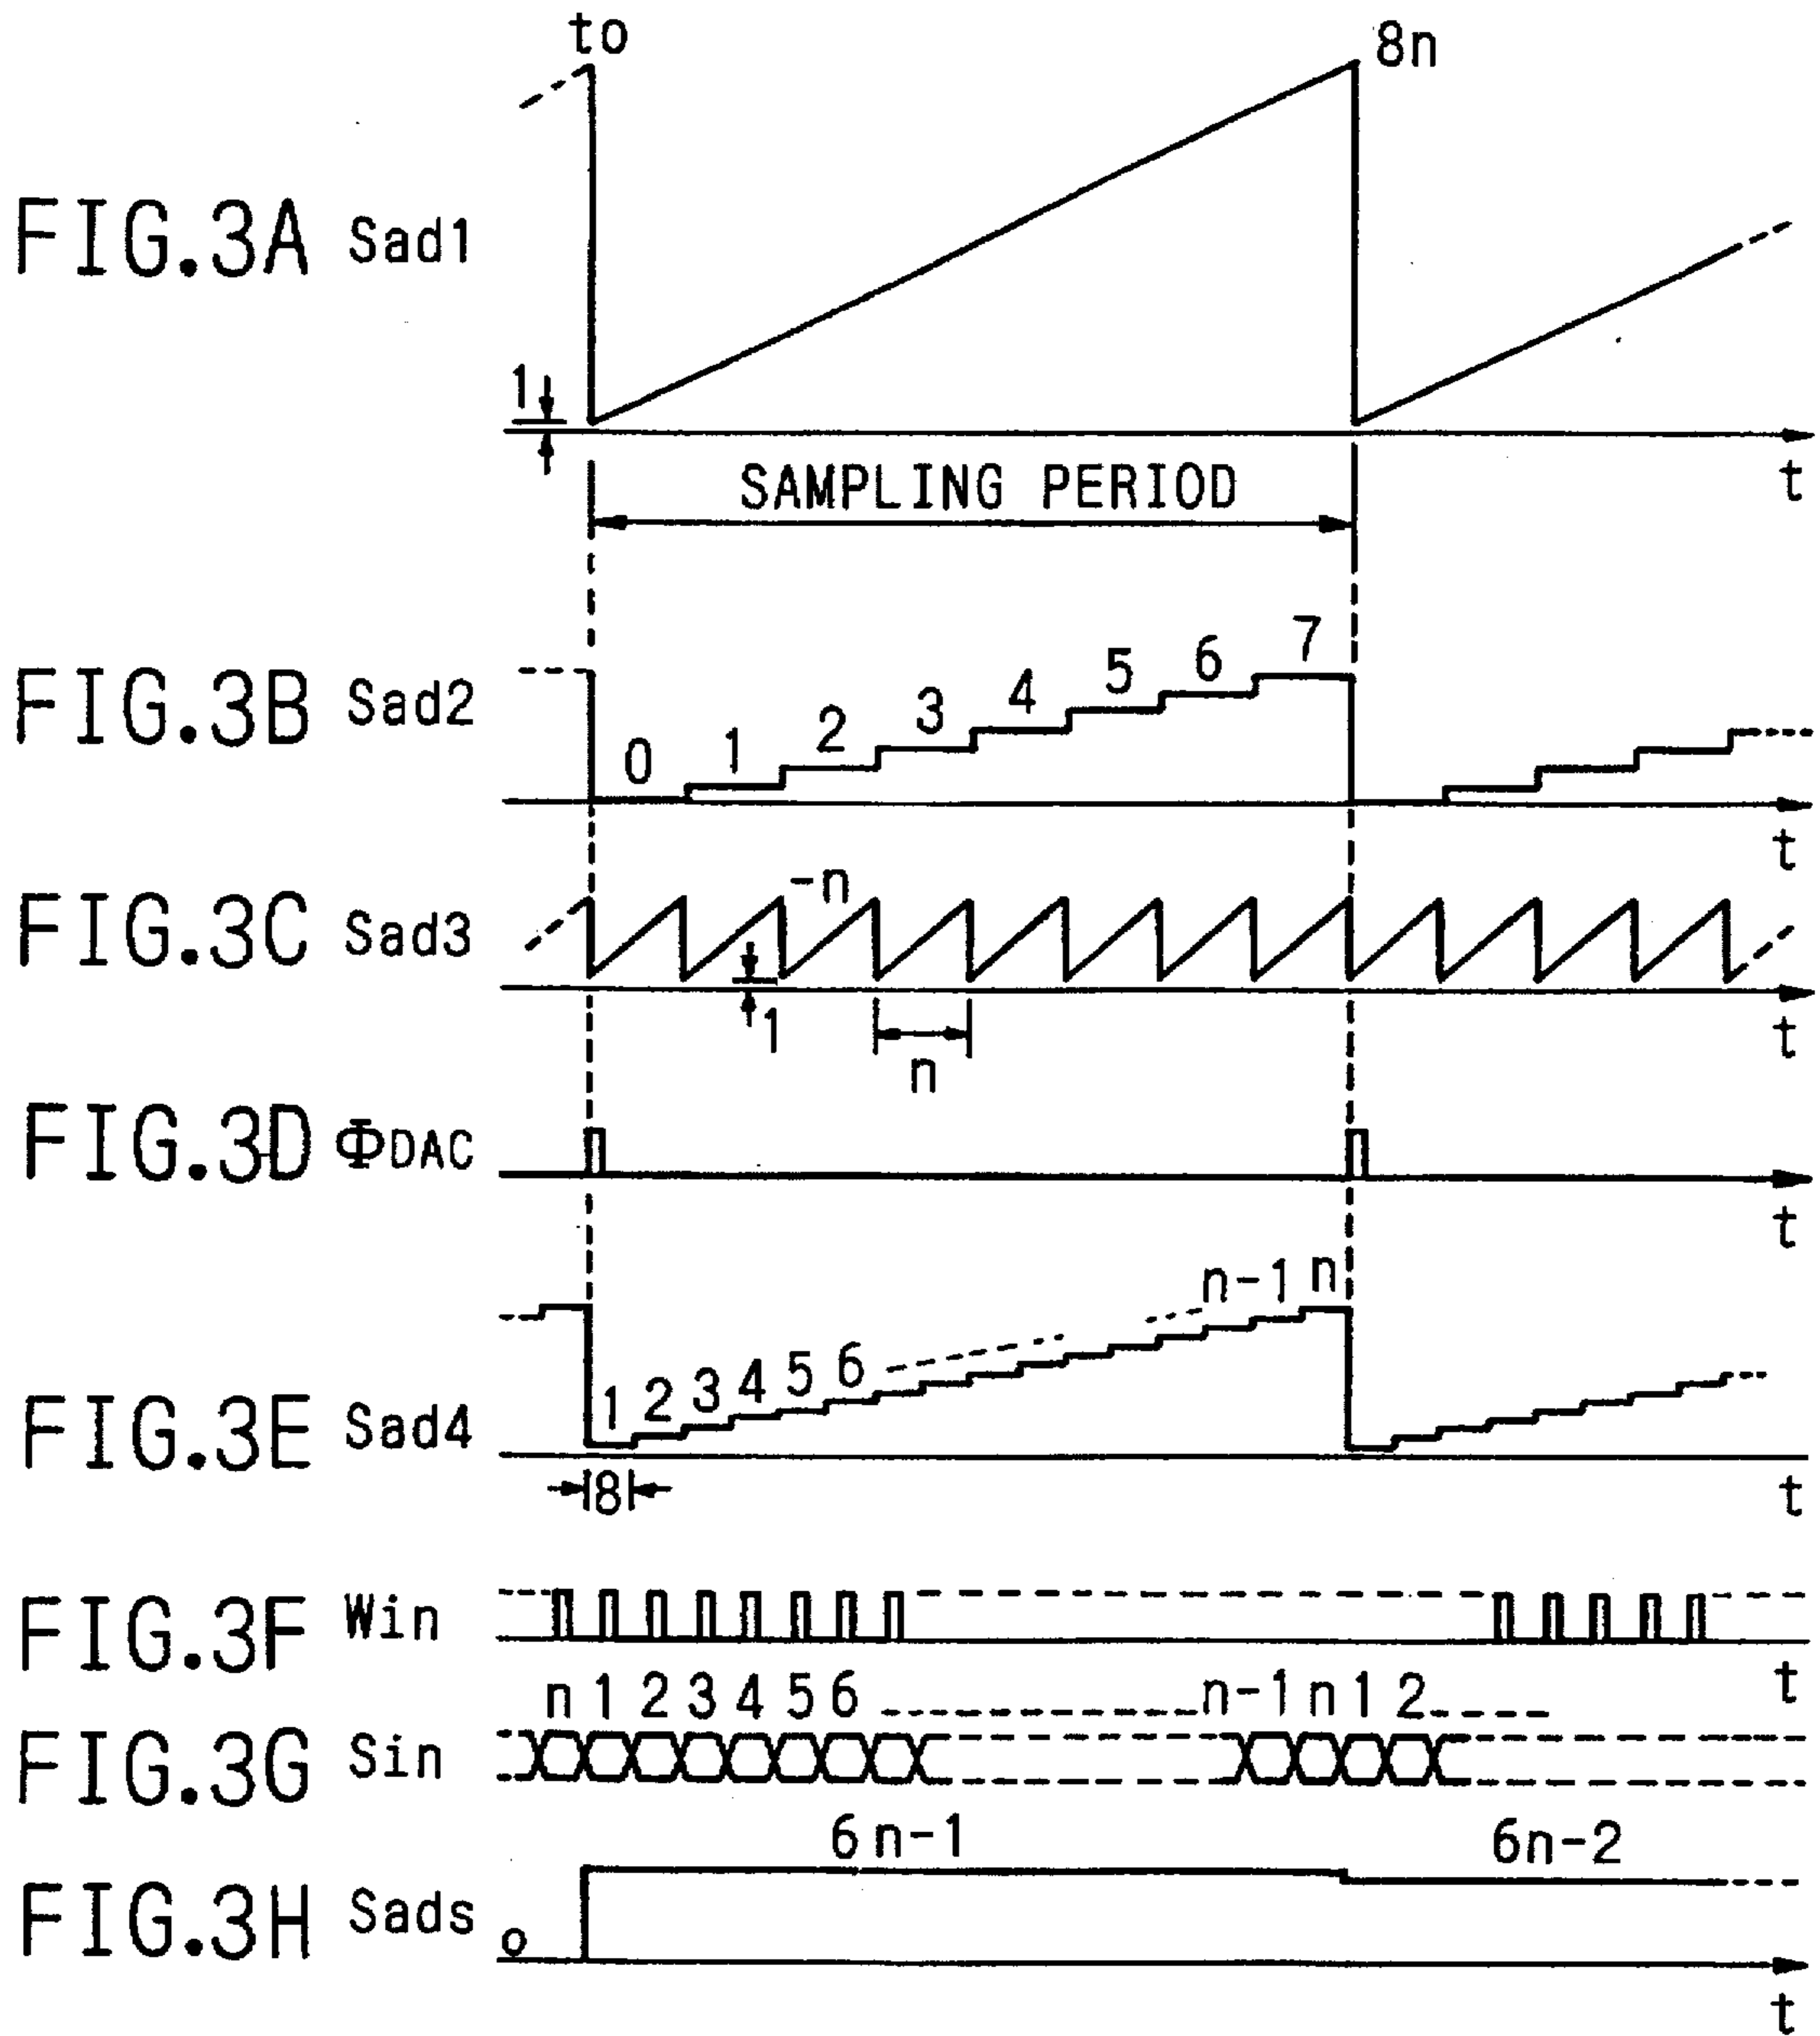 to
8n
FIG.3A Sad1
1
t
SAMPLING PERIOD
FIG.3B Sad2
0 1 2 3 4 5 6 7
t
FIG.3C Sad3
-n
1
n
t
FIG.3D ΦDAC
t
FIG.3E Sad4
1 2 3 4 5 6 n-1 n
8
t
FIG.3F Win
t
n 1 2 3 4 5 6 n-1 n 1 2
FIG.3G Sin
6n-1
6n-2
FIG.3H Sads
0
t